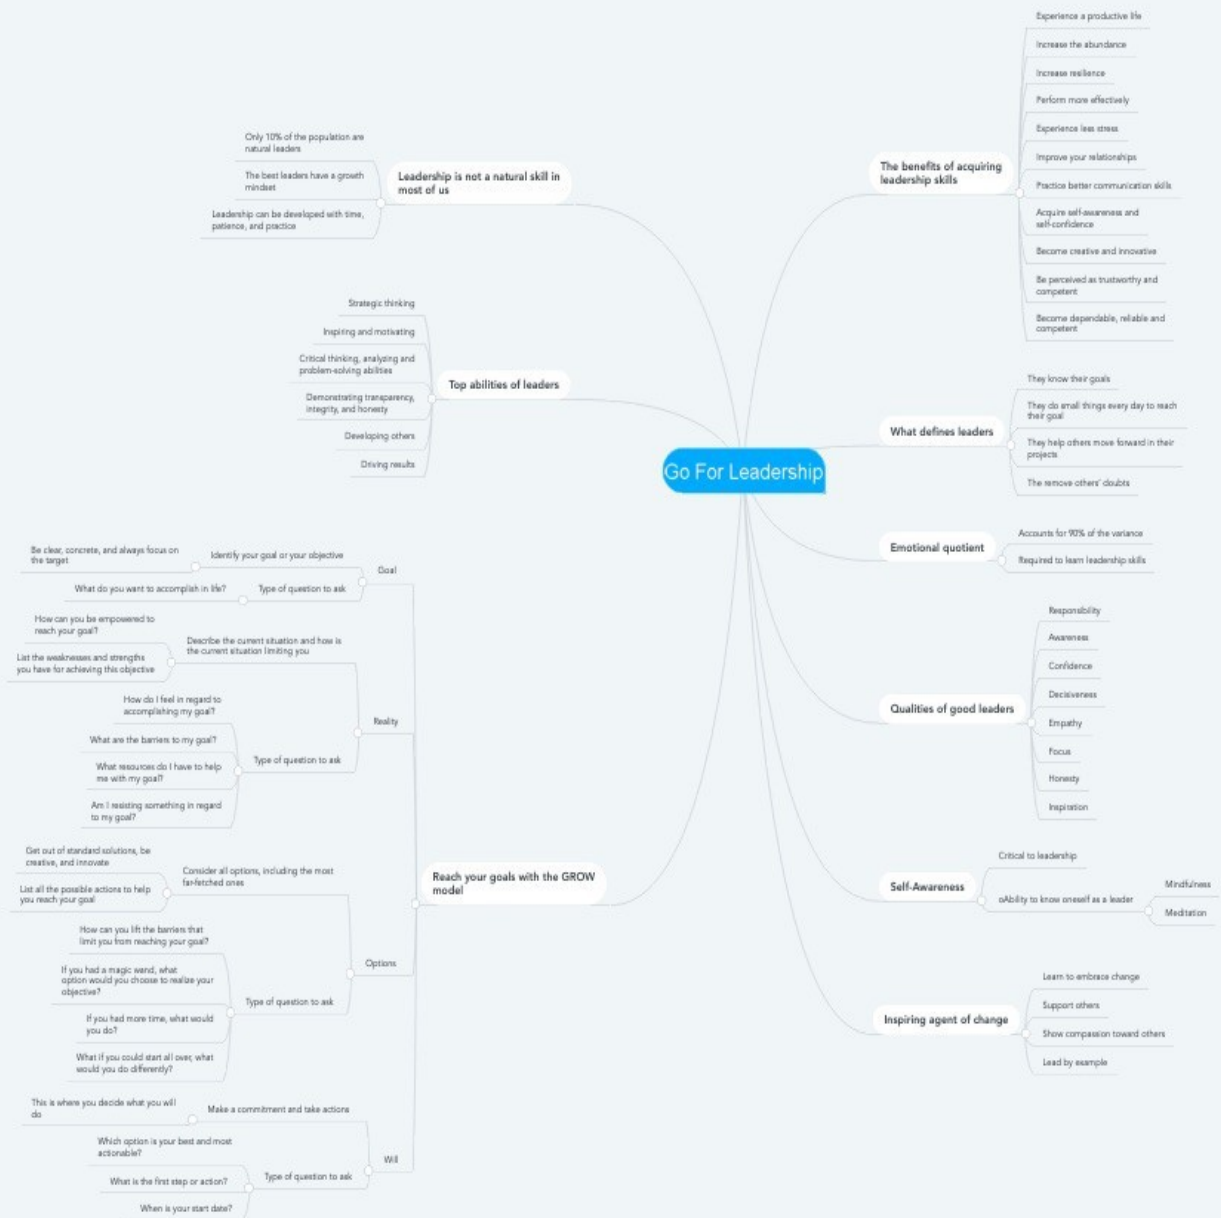 Go For Leadership
The benefits of acquiring
leadership skills
Experience a productive life
Increase the abundance
Increase resilience
Perform more effectively
Experience less stress
Improve your relationships
Practice better communication skills
Acquire self-awareness and
self-confidence
Become creative and innovative
Be perceived as trustworthy and
competent
Become dependable, reliable and
competent
What defines leaders
They know their goals
They do small things every day to reach
their goal
They help others move forward in their
projects
The remove others' doubts
Emotional quotient
Accounts for 90% of the variance
Required to learn leadership skills
Qualities of good leaders
Responsibility
Awareness
Confidence
Decisiveness
Empathy
Focus
Honesty
Inspiration
Self-Awareness
Critical to leadership
oAbility to know oneself as a leader
Mindfulness
Meditation
Inspiring agent of change
Learn to embrace change
Support others
Show compassion toward others
Lead by example
Leadership is not a natural skill in
most of us
Only 10% of the population are
natural leaders
The best leaders have a growth
mindset
Leadership can be developed with time,
patience, and practice
Top abilities of leaders
Strategic thinking
Inspiring and motivating
Critical thinking, analyzing and
problem-solving abilities
Demonstrating transparency,
integrity, and honesty
Developing others
Driving results
Reach your goals with the GROW
model
Goal
Identify your goal or your objective
Be clear, concrete, and always focus on
the target
Type of question to ask
What do you want to accomplish in life?
Reality
Describe the current situation and how is
the current situation limiting you
How can you be empowered to
reach your goal?
List the weaknesses and strengths
you have for achieving this objective
Type of question to ask
How do I feel in regard to
accomplishing my goal?
What are the barriers to my goal?
What resources do I have to help
me with my goal?
Am I resisting something in regard
to my goal?
Options
Consider all options, including the most
far-fetched ones
Get out of standard solutions, be
creative, and innovate
List all the possible actions to help
you reach your goal
Type of question to ask
How can you lift the barriers that
limit you from reaching your goal?
If you had a magic wand, what
option would you choose to realize your
objective?
If you had more time, what would
you do?
What if you could start all over, what
would you do differently?
Will
Make a commitment and take actions
This is where you decide what you will
do
Type of question to ask
Which option is your best and most
actionable?
What is the first step or action?
When is your start date?